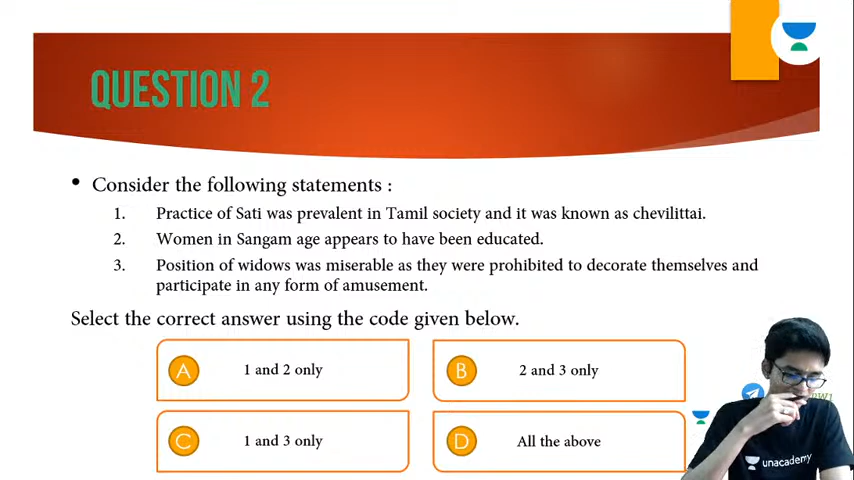 QUESTION 2
• Consider the following statements :
1. Practice of Sati was prevalent in Tamil society and it was known as chevilittai.
2. Women in Sangam age appears to have been educated.
3. Position of widows was miserable as they were prohibited to decorate themselves and
participate in any form of amusement.
Select the correct answer using the code given below.
A 1 and 2 only
B 2 and 3 only
C 1 and 3 only
D All the above
unacademy